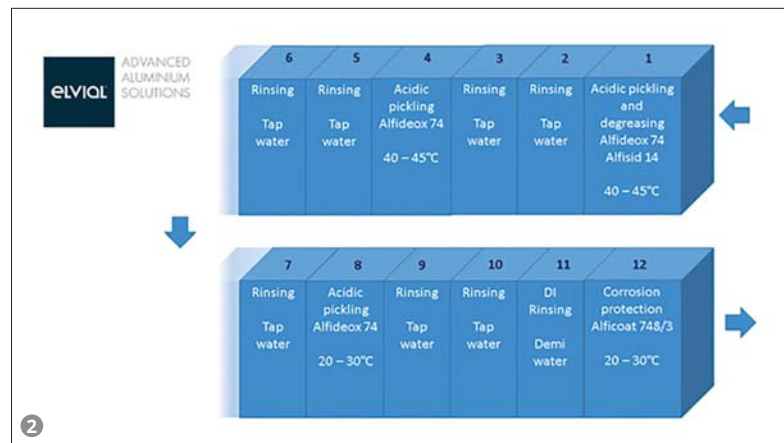 elvial
ADVANCED
ALUMINIUM
SOLUTIONS
6
Rinsing
Tap
water
5
Rinsing
Tap
water
4
Acidic
pickling
Alfideox 74
40 – 45°C
3
Rinsing
Tap
water
2
Rinsing
Tap
water
1
Acidic pickling
and
degreasing
Alfideox 74
Alfisid 14
40 – 45°C
7
Rinsing
Tap
water
8
Acidic
pickling
Alfideox 74
20 – 30°C
9
Rinsing
Tap
water
10
Rinsing
Tap
water
11
DI
Rinsing
Demi
water
12
Corrosion
protection
Alficoat 748/3
20 – 30°C
2